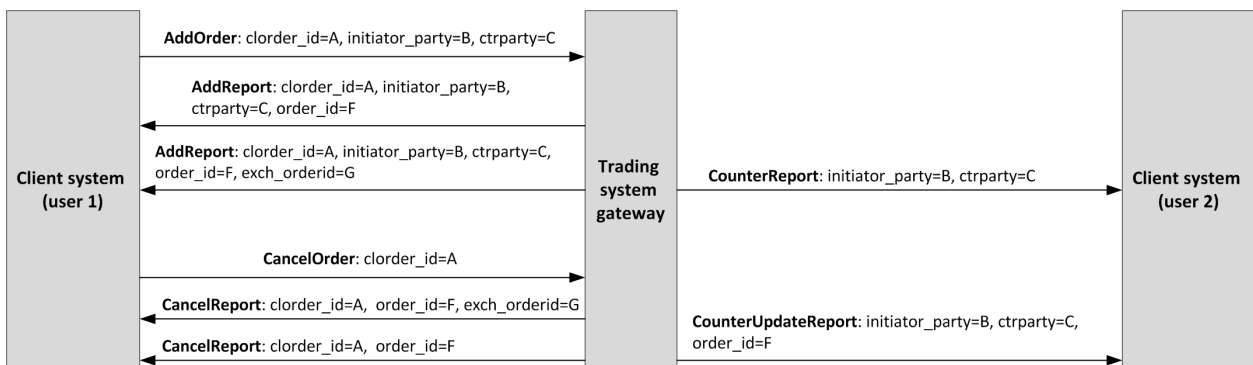 AddOrder: clorder_id=A, initiator_party=B, ctrparty=C
AddReport: clorder_id=A, initiator_party=B,
ctrparty=C, order_id=F
AddReport: clorder_id=A, initiator_party=B, ctrparty=C,
order_id=F, exch_orderid=G
Client system
(user 1)
Trading
system
gateway
CounterReport: initiator_party=B, ctrparty=C
Client system
(user 2)
CancelOrder: clorder_id=A
CancelReport: clorder_id=A, order_id=F, exch_orderid=G
CounterUpdateReport: initiator_party=B, ctrparty=C,
order_id=F
CancelReport: clorder_id=A, order_id=F